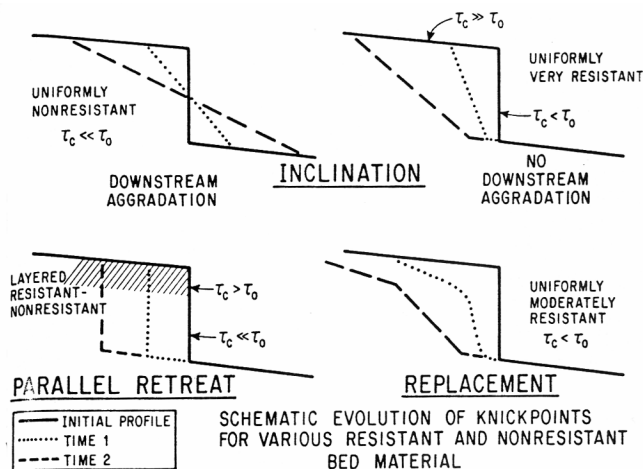 τc ≫ τo
UNIFORMLY
NONRESISTANT
τc ≪ τo
UNIFORMLY
VERY RESISTANT
τc < τo
DOWNSTREAM
AGGRADATION
INCLINATION
NO
DOWNSTREAM
AGGRADATION
LAYERED
RESISTANT-
NONRESISTANT
τc > τo
τc ≪ τo
UNIFORMLY
MODERATELY
RESISTANT
τc < τo
PARALLEL RETREAT
REPLACEMENT
INITIAL PROFILE
TIME 1
TIME 2
SCHEMATIC EVOLUTION OF KNICKPOINTS
FOR VARIOUS RESISTANT AND NONRESISTANT
BED MATERIAL